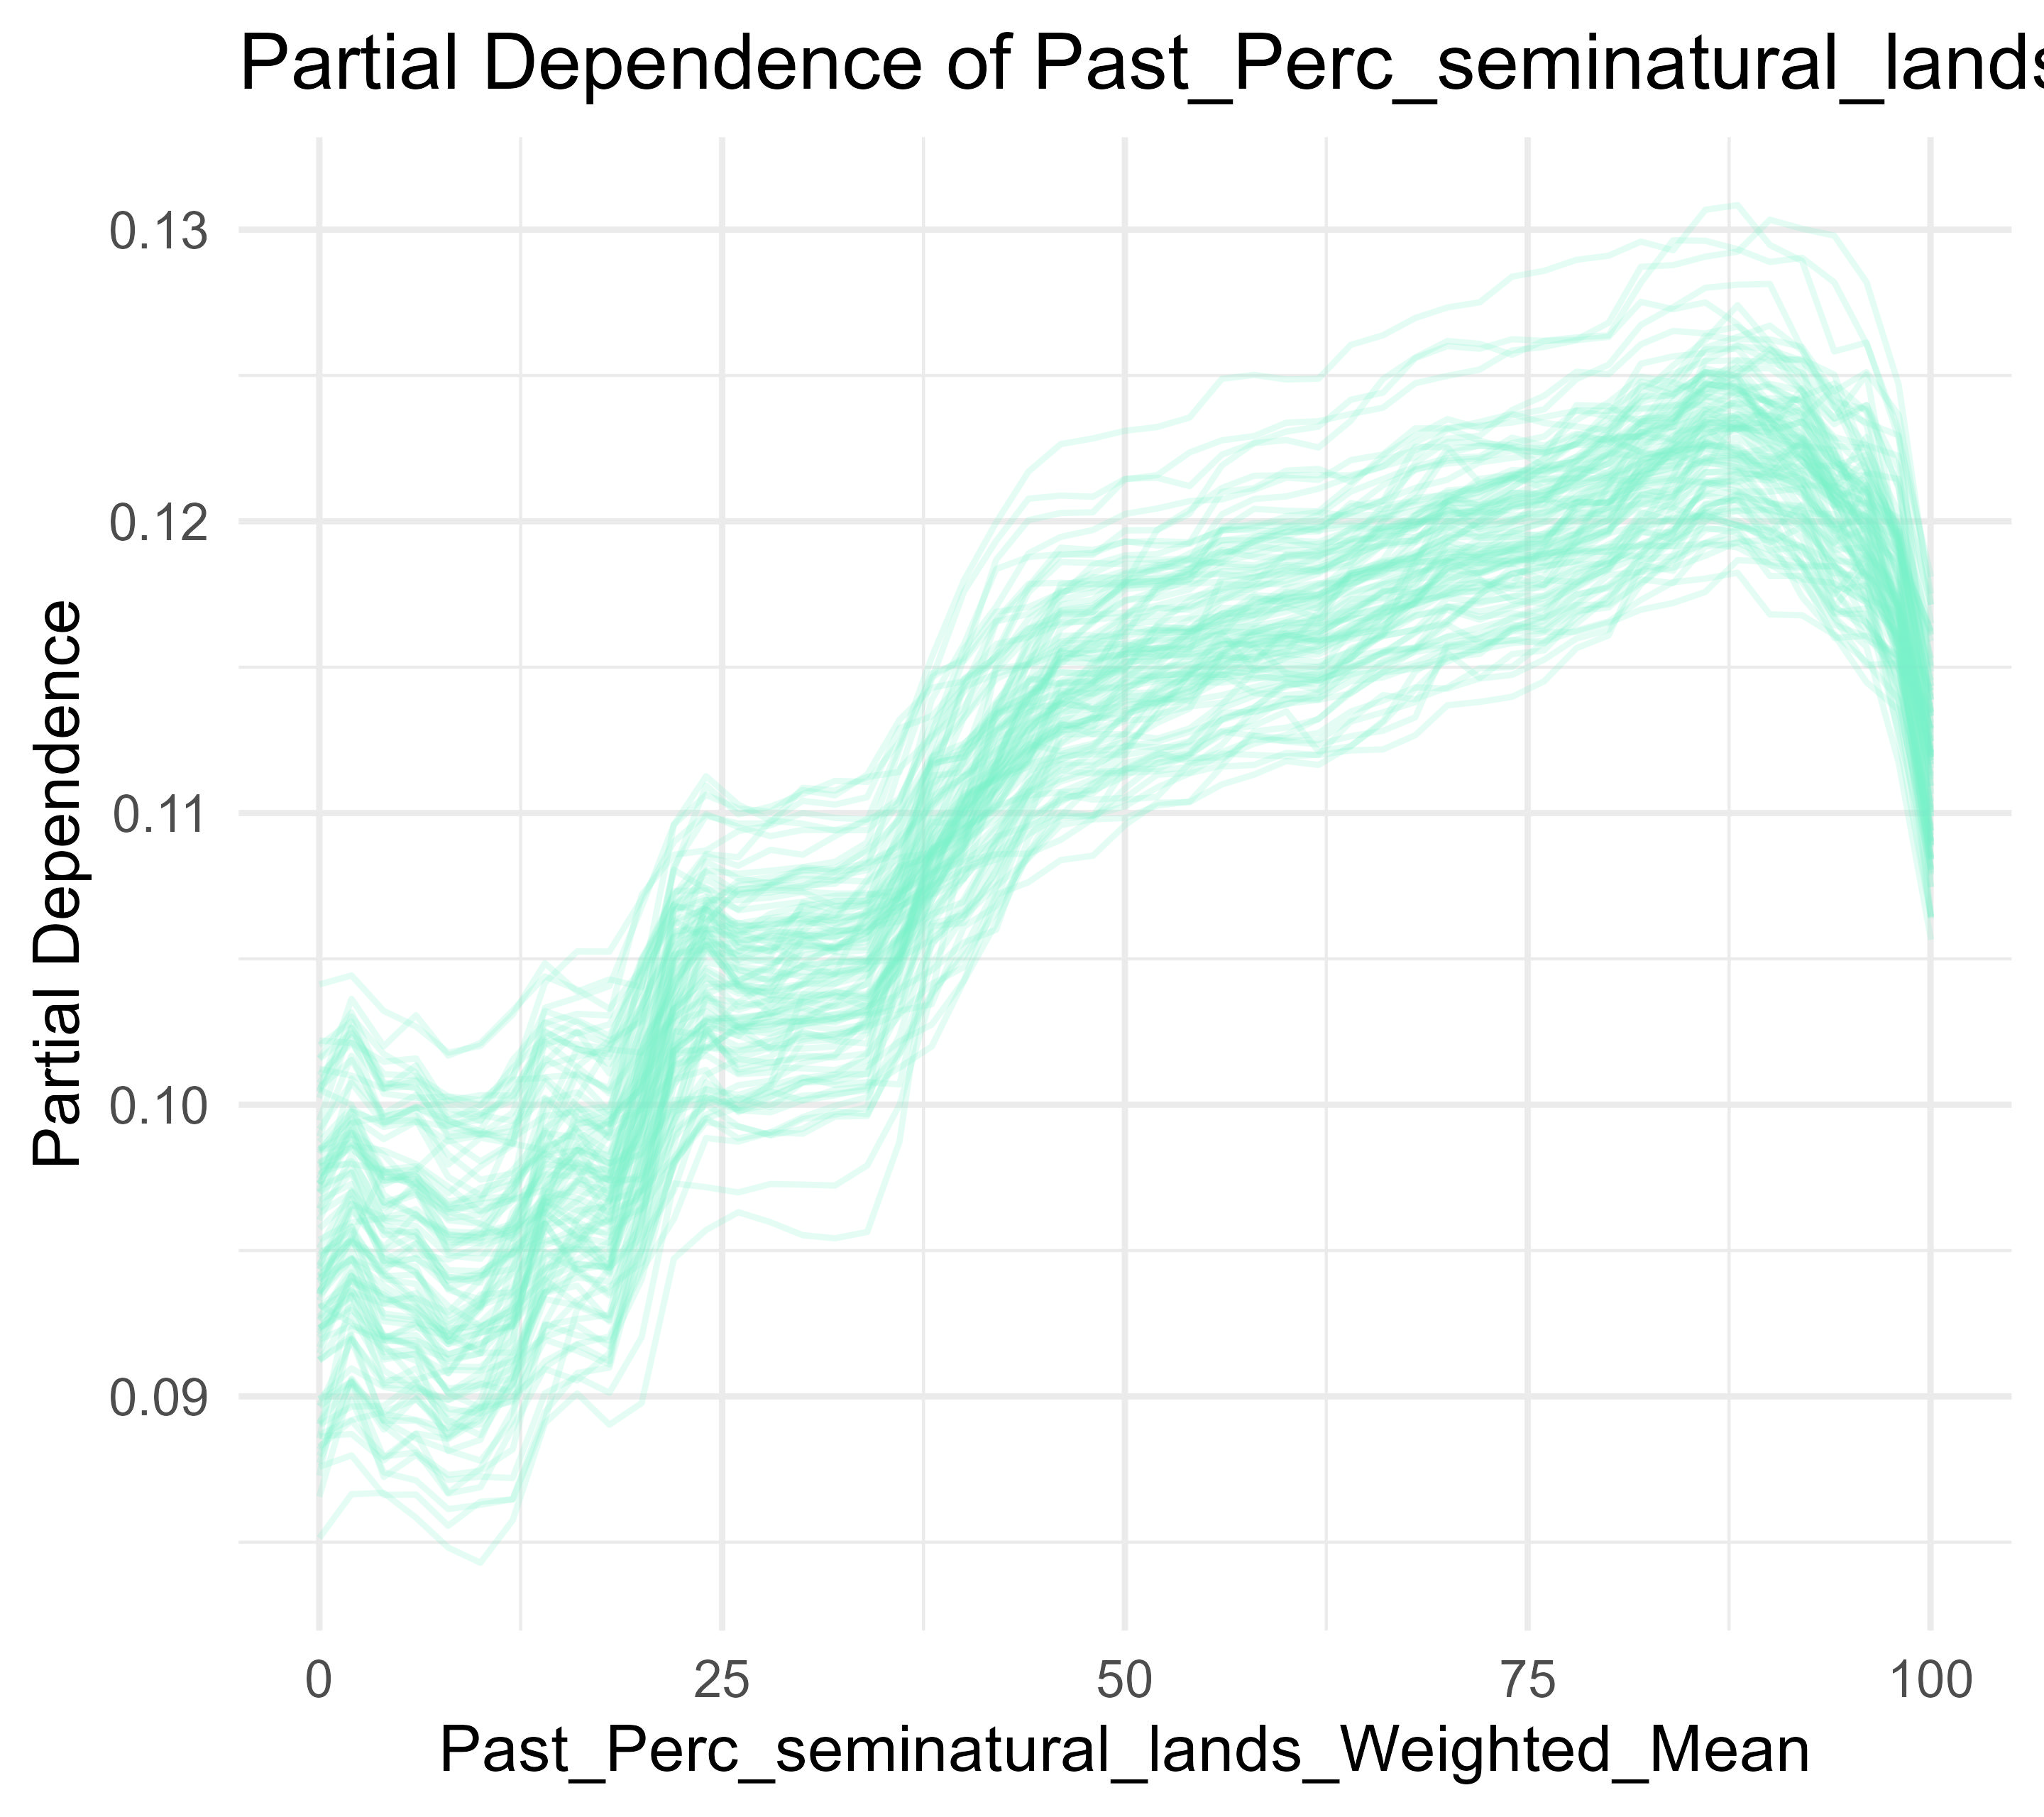 Partial Dependence of Past_Perc_seminatural_lands
0.13
0.12
0.11
0.10
0.09
Partial Dependence
0 25 50 75 100
Past_Perc_seminatural_lands_Weighted_Mean